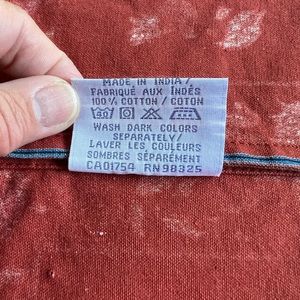 MADE IN INDIA/
FABRIQUÉ AUX INDES
100% COTTON / COTON
WASH DARK COLORS
SEPARATELY/
LAVER LES COULEURS
SOMBRES SÉPARÉMENT
CA01754 RN98325